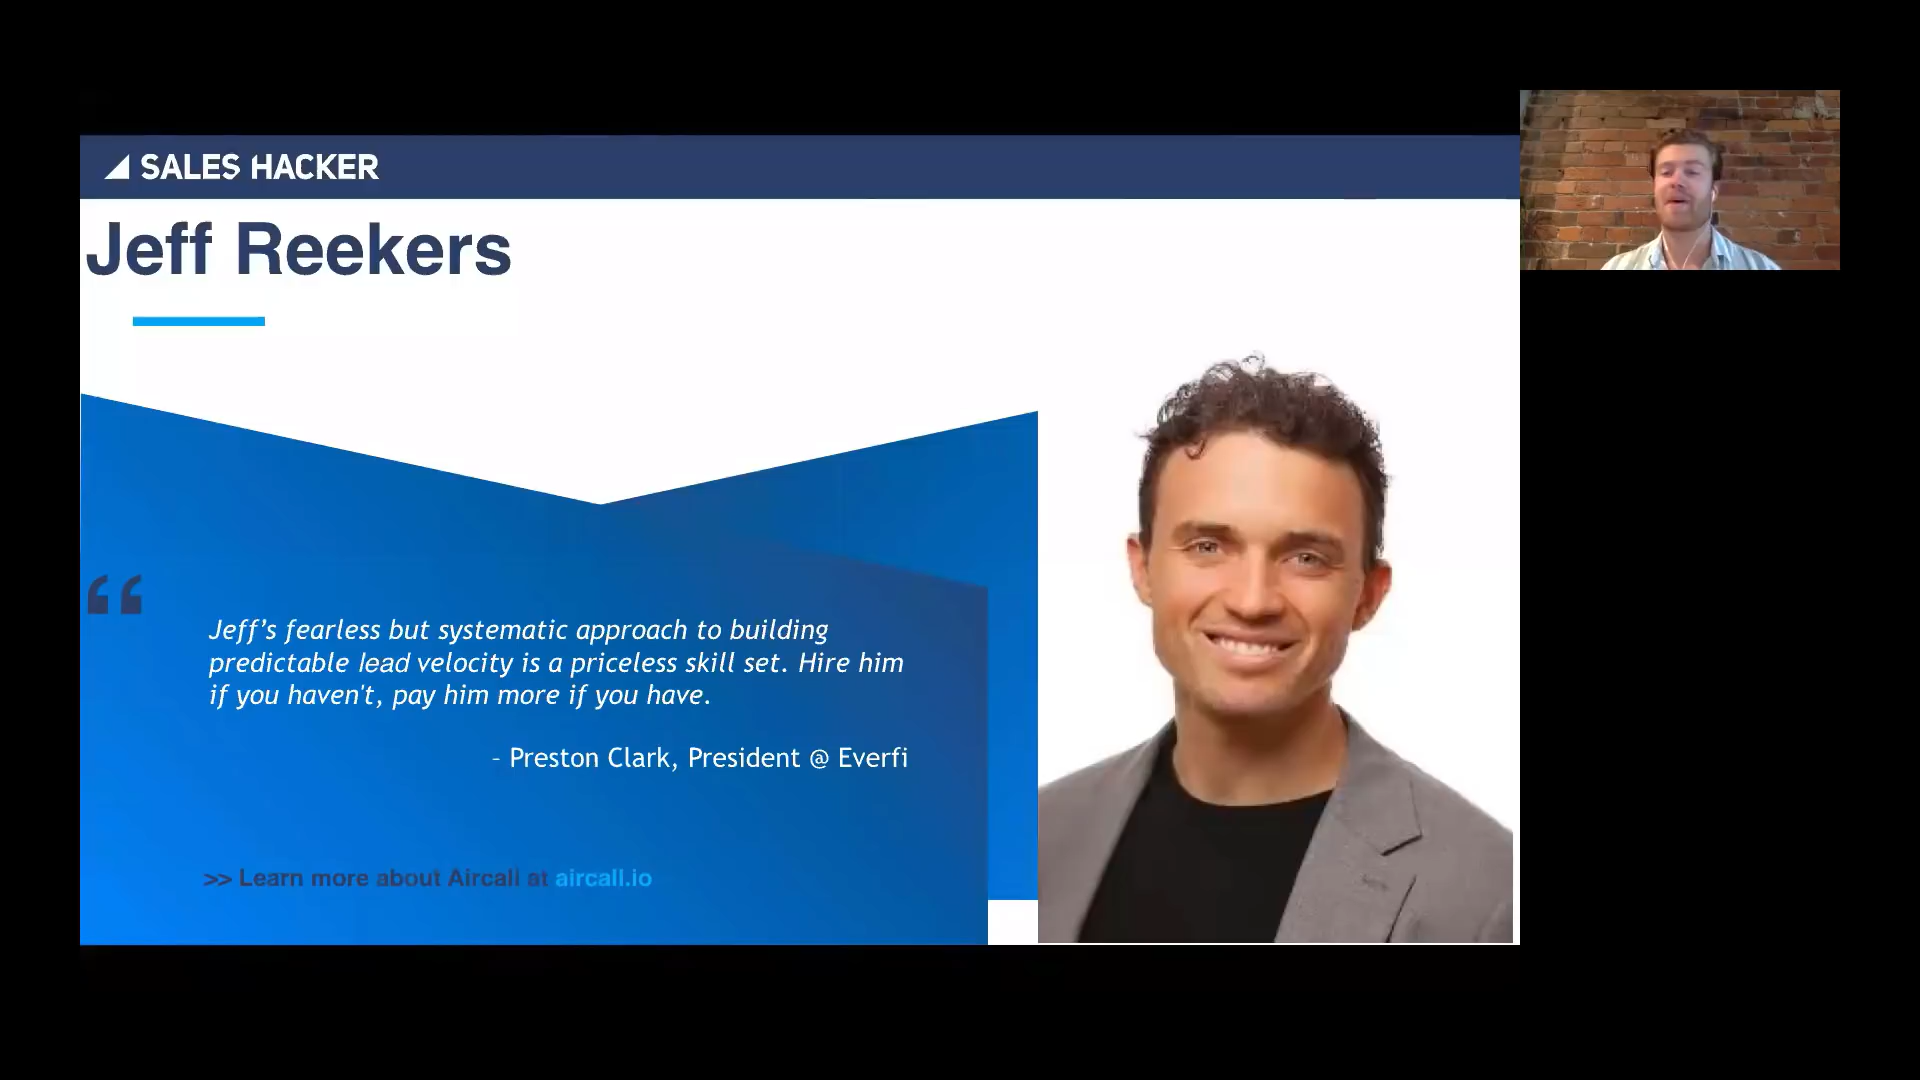 SALES HACKER
Jeff Reekers
“
Jeff’s fearless but systematic approach to building
predictable lead velocity is a priceless skill set. Hire him
if you haven't, pay him more if you have.
– Preston Clark, President @ Everfi
>> Learn more about Aircall at aircall.io